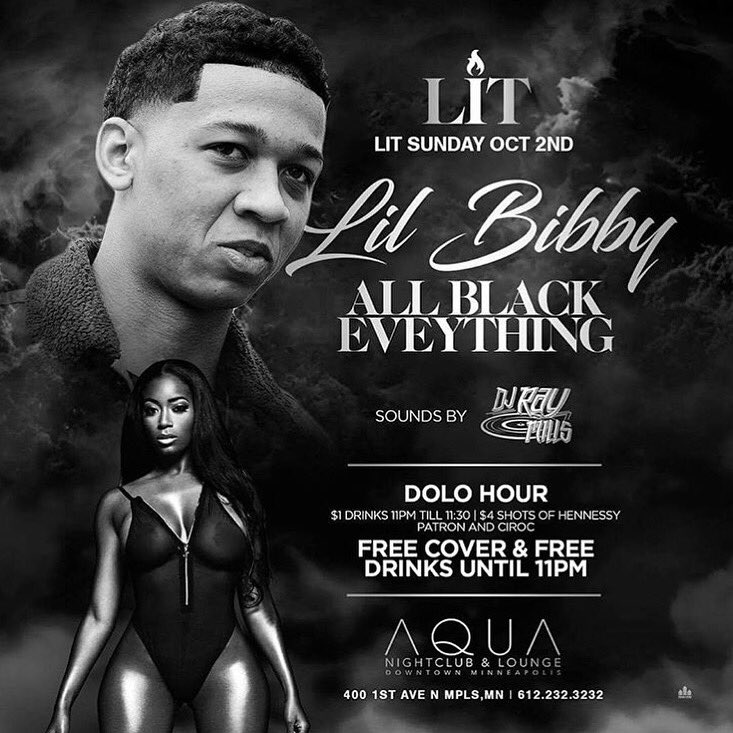 LIT
LIT SUNDAY OCT 2ND
Lil Bibby
ALL BLACK
EVEYTHING
SOUNDS BY DJ RAY
MILLS
DOLO HOUR
$1 DRINKS 11PM TILL 11:30 | $4 SHOTS OF HENNESSY
PATRON AND CIROC
FREE COVER & FREE
DRINKS UNTIL 11PM
AQUA
NIGHTCLUB & LOUNGE
DOWNTOWN MINNEAPOLIS
400 1ST AVE N MPLS,MN | 612.232.3232